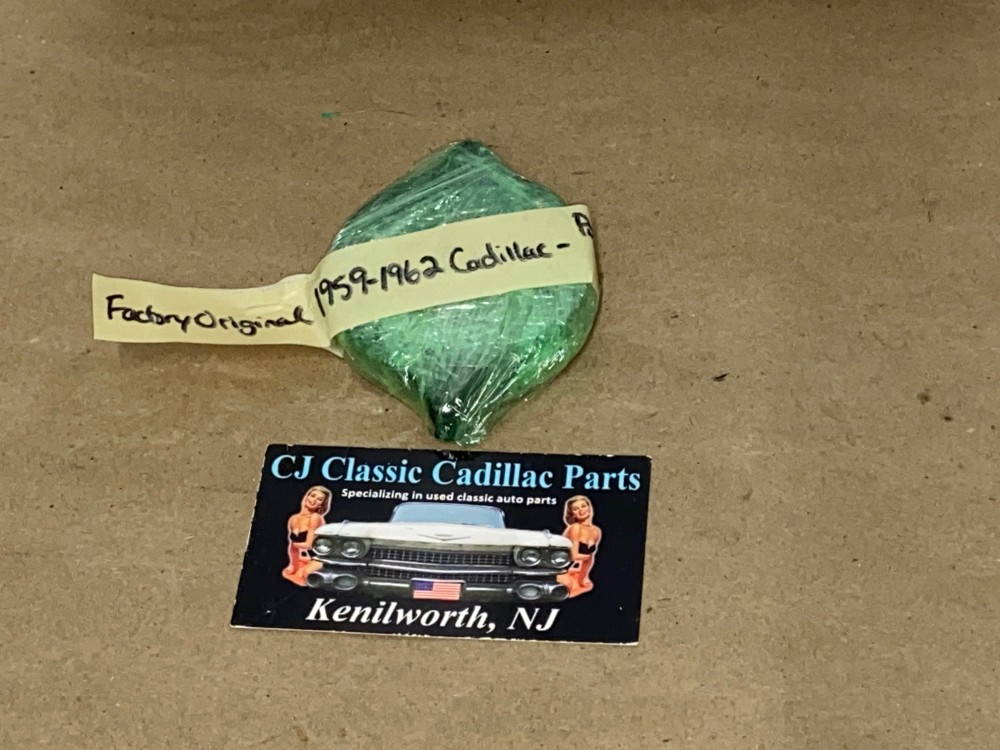 Factory Original 1959-1962 Cadillac -
CJ Classic Cadillac Parts
Specializing in used classic auto parts
Kenilworth, NJ